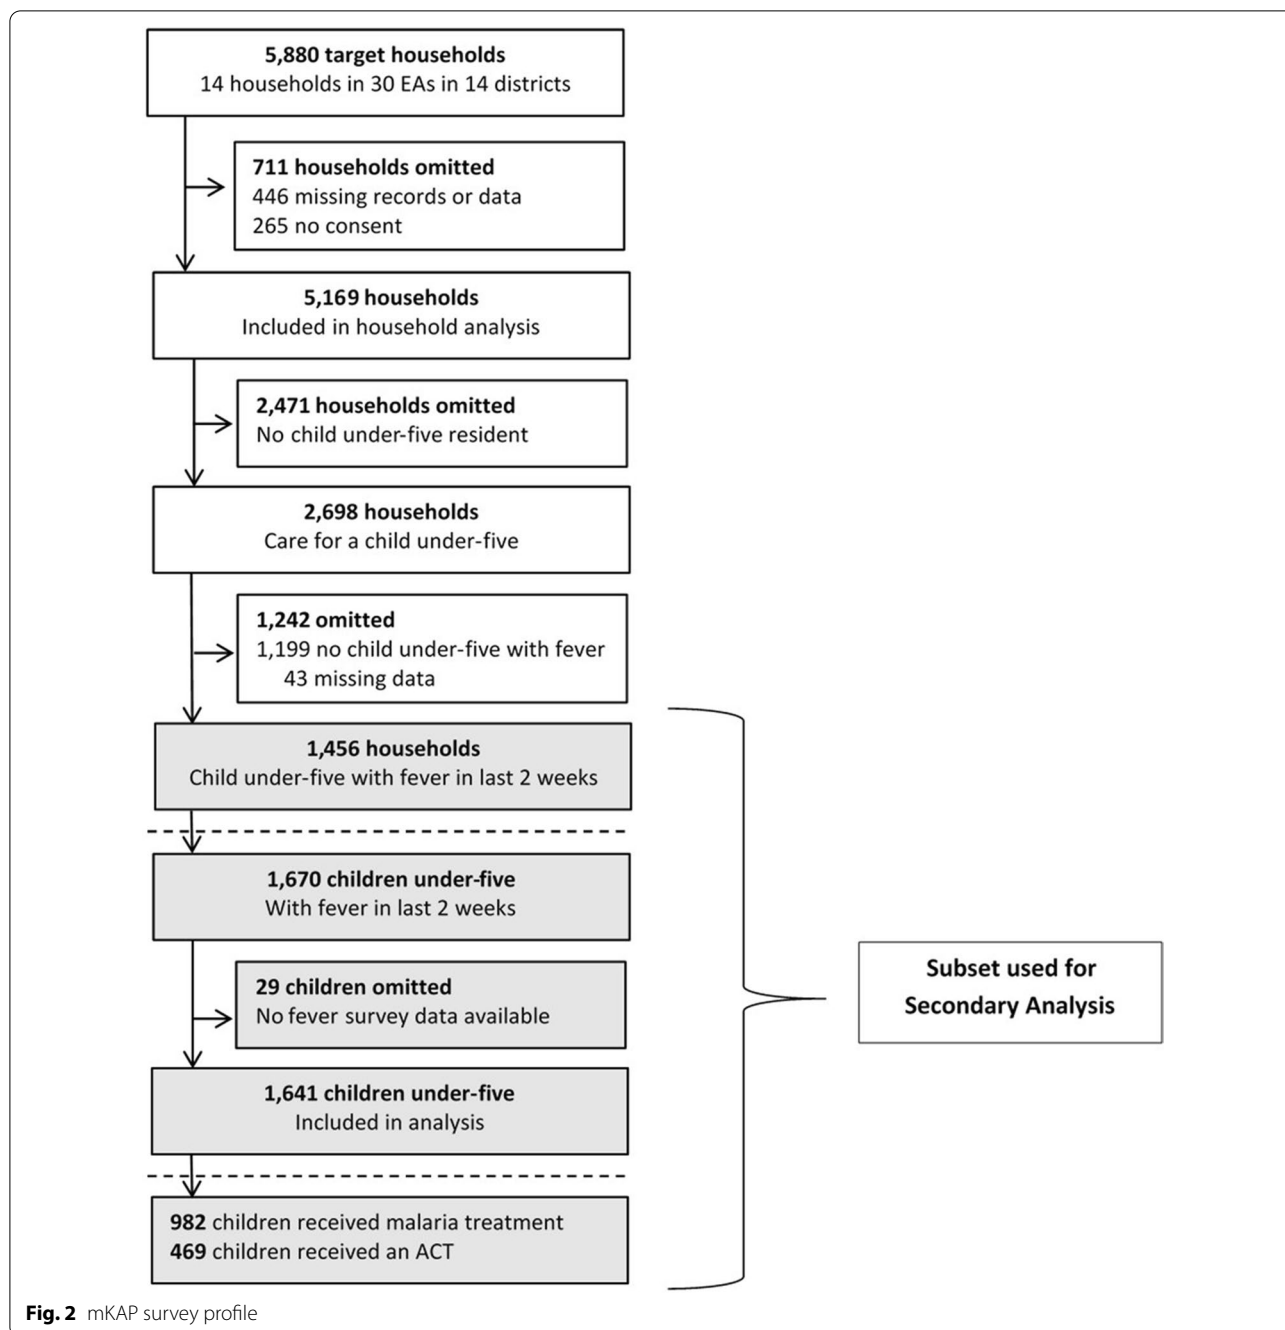 5,880 target households
14 households in 30 EAs in 14 districts
711 households omitted
446 missing records or data
265 no consent
5,169 households
Included in household analysis
2,471 households omitted
No child under-five resident
2,698 households
Care for a child under-five
1,242 omitted
1,199 no child under-five with fever
43 missing data
1,456 households
Child under-five with fever in last 2 weeks
1,670 children under-five
With fever in last 2 weeks
29 children omitted
No fever survey data available
Subset used for
Secondary Analysis
1,641 children under-five
Included in analysis
982 children received malaria treatment
469 children received an ACT
Fig. 2 mKAP survey profile